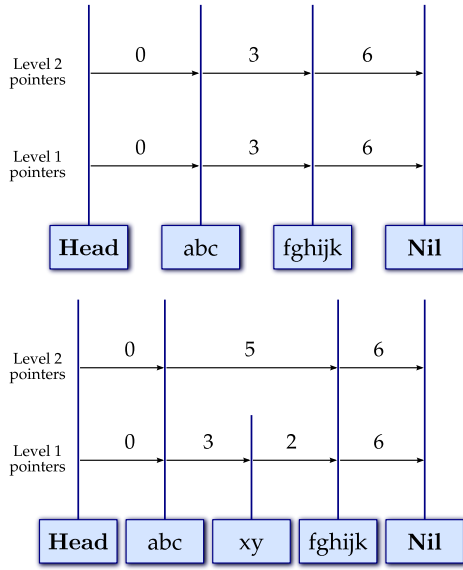 0 3 6
Level 2
pointers
0 3 6
Level 1
pointers
Head abc fghijk Nil
0 5 6
Level 2
pointers
0 3 2 6
Level 1
pointers
Head abc xy fghijk Nil